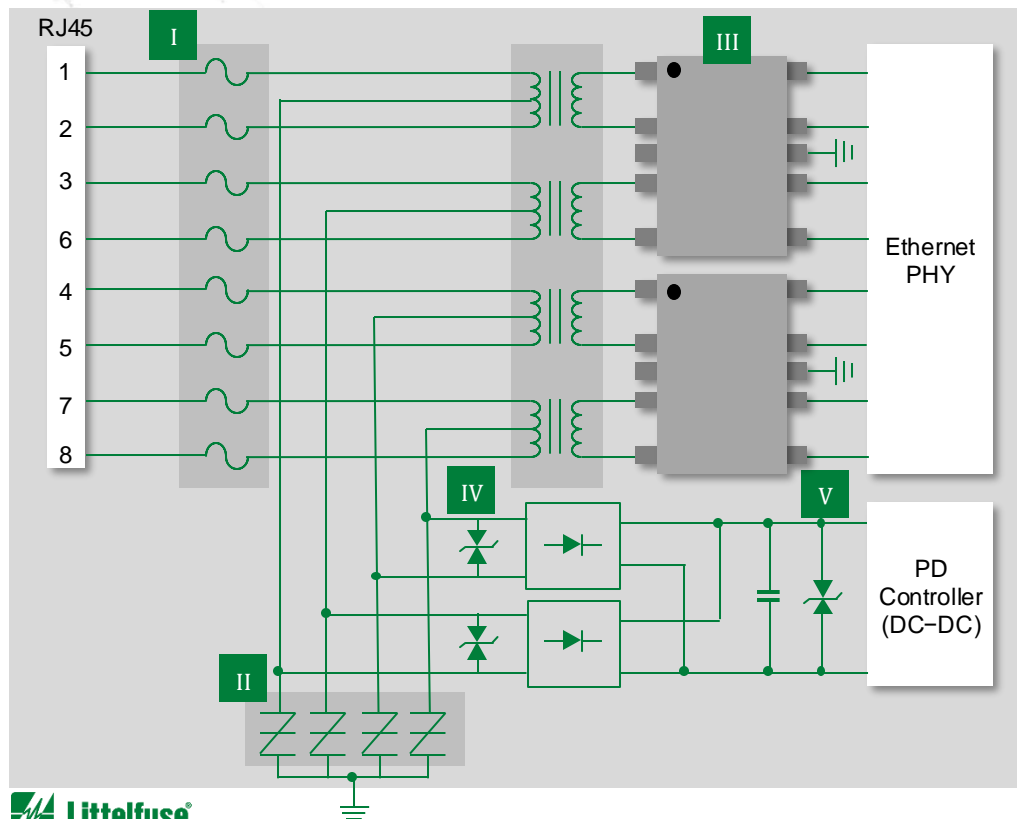 RJ45
I
III
1
2
3
6
4
5
7
8
Ethernet
PHY
IV
V
PD
Controller
(DC−DC)
II
Littelfuse®